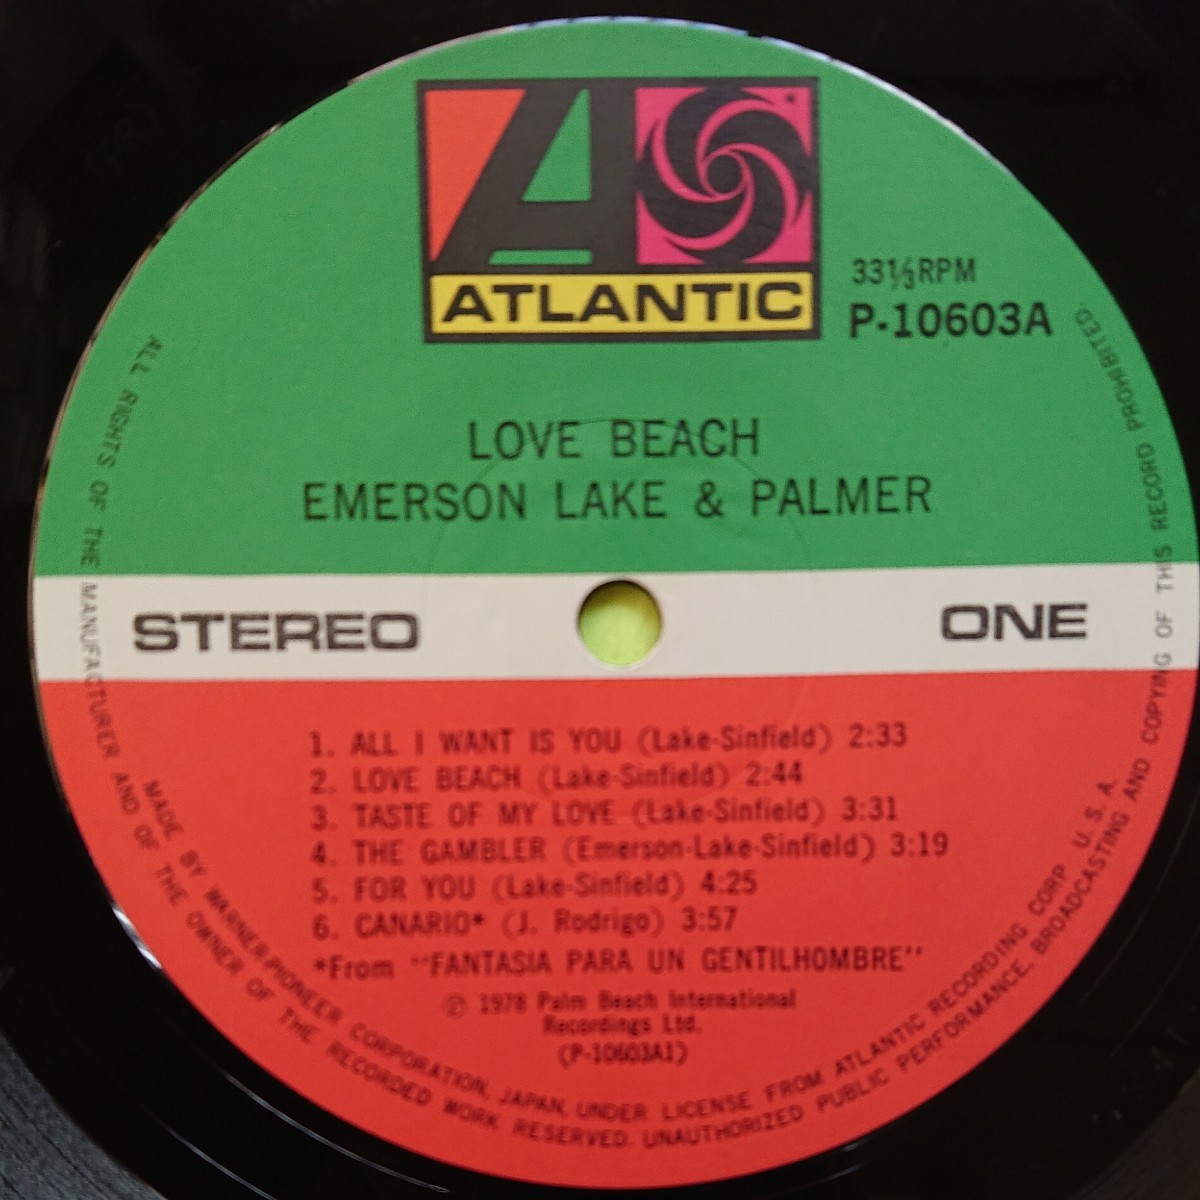 ATLANTIC
33⅓RPM
P-10603A
LOVE BEACH
EMERSON LAKE & PALMER
STEREO
ONE
1. ALL I WANT IS YOU (Lake-Sinfield) 2:33
2. LOVE BEACH (Lake-Sinfield) 2:44
3. TASTE OF MY LOVE (Lake-Sinfield) 3:31
4. THE GAMBLER (Emerson-Lake-Sinfield) 3:19
5. FOR YOU (Lake-Sinfield) 4:25
6. CANARIO* (J. Rodrigo) 3:57
*From "FANTASIA PARA UN GENTILHOMBRE"
℗ 1978 Palm Beach International
Recordings Ltd.
(P-10603A1)
MADE BY WARNER-PIONEER CORPORATION, JAPAN, UNDER LICENSE FROM ATLANTIC RECORDING CORP. U. S. A.
ALL RIGHTS OF THE MANUFACTURER AND OF THE OWNER OF THE RECORDED WORK RESERVED. UNAUTHORIZED PUBLIC PERFORMANCE, BROADCASTING AND COPYING OF THIS RECORD PROHIBITED.